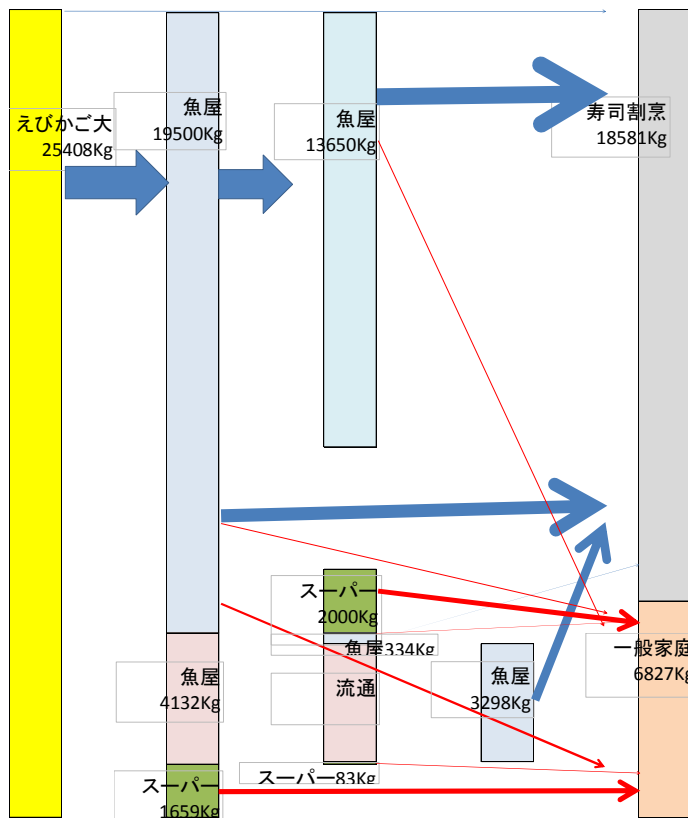 えびかご大
25408Kg
魚屋
19500Kg
魚屋
13650Kg
寿司割烹
18581Kg
スーパー
2000Kg
魚屋334Kg
魚屋
4132Kg
流通
魚屋
3298Kg
一般家庭
6827Kg
スーパー83Kg
スーパー
1659Kg